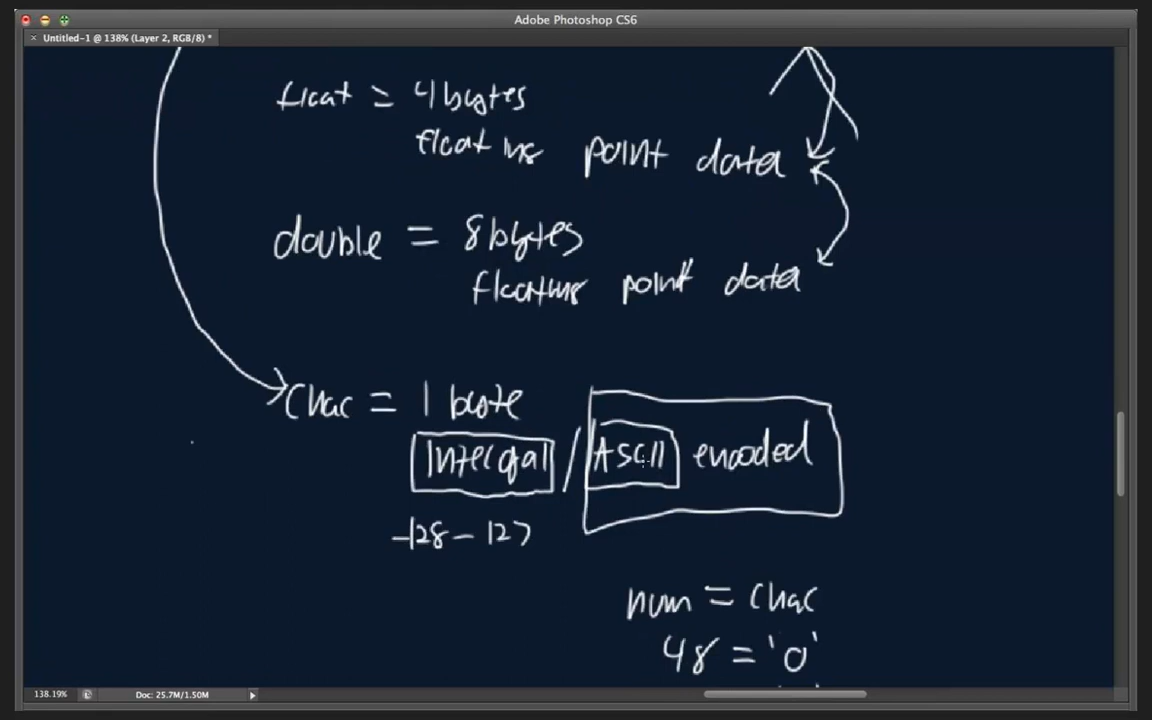 Adobe Photoshop CS6
× Untitled-1 @ 138% (Layer 2, RGB/8) *
float = 4 bytes
floating point data
double = 8 bytes
floating point data
Char = 1 byte
Integral / Ascii encoded
-128 - 127
num = char
48 = '0'
138.19%
Doc: 25.7M/1.50M